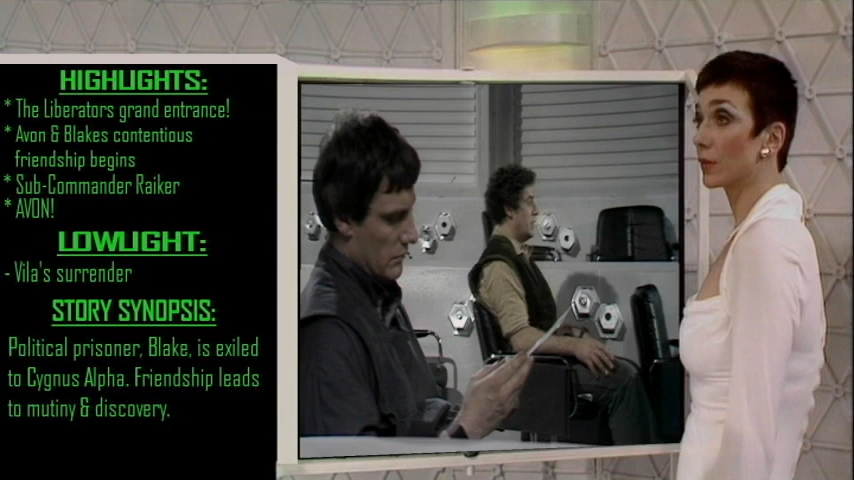 HIGHLIGHTS:
* The Liberators grand entrance!
* Avon & Blakes contentious
friendship begins
* Sub-Commander Raiker
* AVON!
LOWLIGHT:
- Vila's surrender
STORY SYNOPSIS:
Political prisoner, Blake, is exiled
to Cygnus Alpha. Friendship leads
to mutiny & discovery.